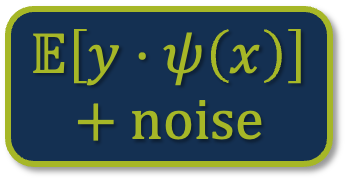 𝔼[y · ψ(x)]
+ noise